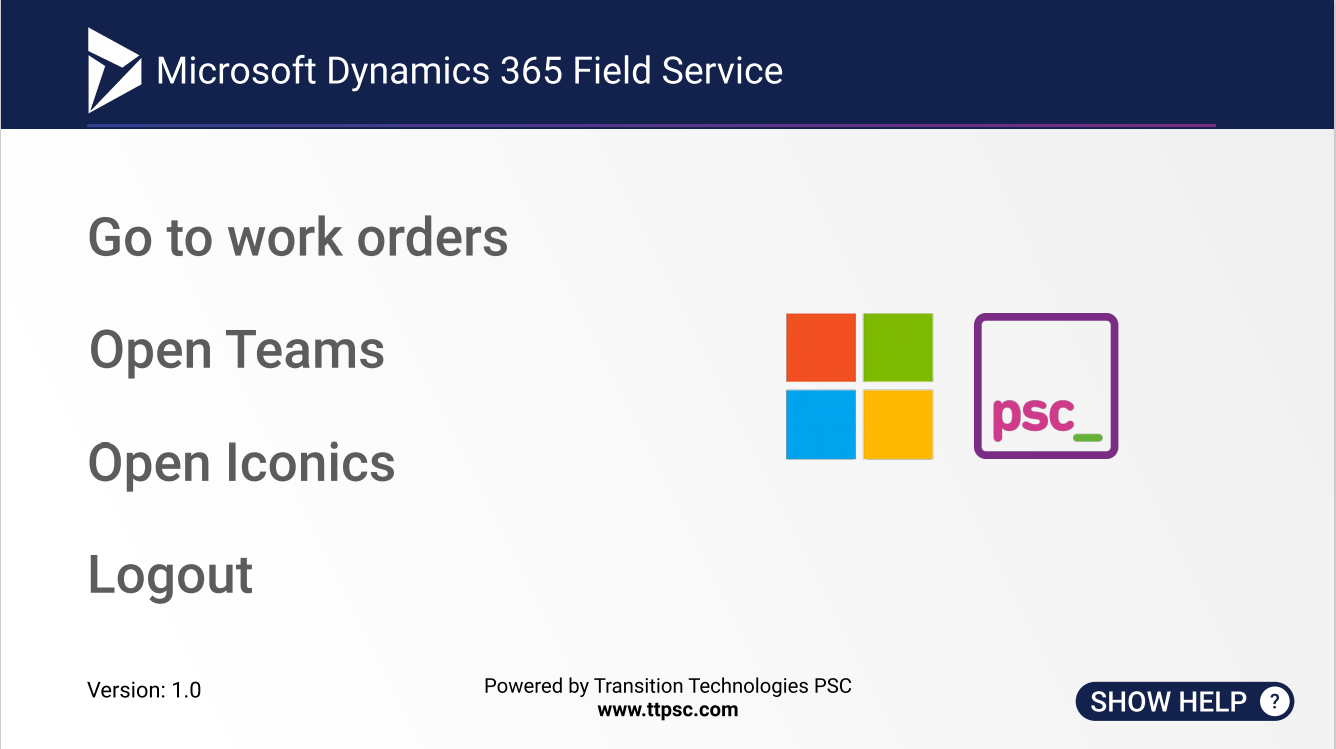 Microsoft Dynamics 365 Field Service
Go to work orders
Open Teams
Open Iconics
Logout
psc_
Version: 1.0
Powered by Transition Technologies PSC
www.ttpsc.com
SHOW HELP ?